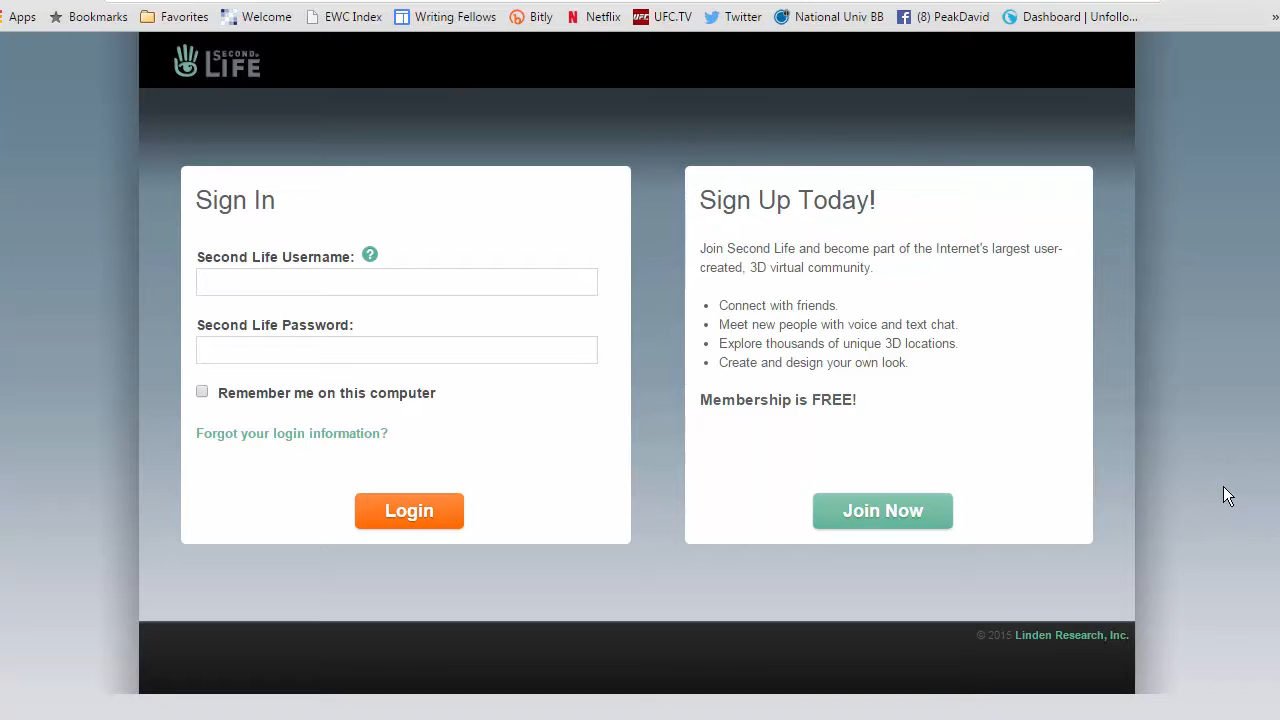 Apps Bookmarks Favorites Welcome EWC Index Writing Fellows Bitly Netflix UFC.TV Twitter National Univ BB (8) PeakDavid Dashboard | Unfollo... »
SECOND LIFE
Sign In
Second Life Username: ?
Second Life Password:
Remember me on this computer
Forgot your login information?
Login
Sign Up Today!
Join Second Life and become part of the Internet's largest user-
created, 3D virtual community.
• Connect with friends.
• Meet new people with voice and text chat.
• Explore thousands of unique 3D locations.
• Create and design your own look.
Membership is FREE!
Join Now
© 2015 Linden Research, Inc.